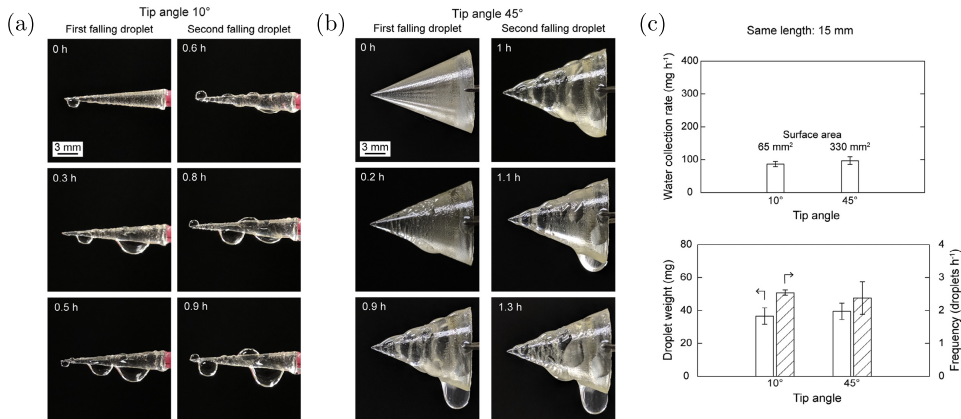 (a)
Tip angle 10°
First falling droplet
Second falling droplet
0 h
0.6 h
3 mm
0.3 h
0.8 h
0.5 h
0.9 h
(b)
Tip angle 45°
First falling droplet
Second falling droplet
0 h
1 h
3 mm
0.2 h
1.1 h
0.9 h
1.3 h
(c)
Same length: 15 mm
Water collection rate (mg h⁻¹)
400
300
200
100
0
Surface area
65 mm² 330 mm²
10° 45°
Tip angle
Droplet weight (mg)
80
60
40
20
0
Frequency (droplets h⁻¹)
4
3
2
1
0
10° 45°
Tip angle